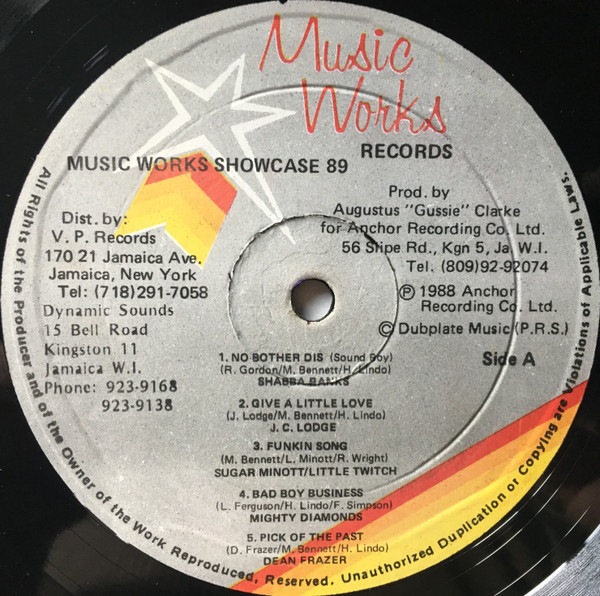 Music
Works
RECORDS
MUSIC WORKS SHOWCASE 89
Dist. by:
V. P. Records
170 21 Jamaica Ave.
Jamaica, New York
Tel: (718)291-7058
Dynamic Sounds
15 Bell Road
Kingston 11
Jamaica W.I.
Phone: 923-9168
923-9138
Prod. by
Augustus "Gussie" Clarke
for Anchor Recording Co. Ltd.
56 Slipe Rd., Kgn 5, Ja W.I.
Tel. (809)92-92074
Ⓟ 1988 Anchor
Recording Co. Ltd.
© Dubplate Music (P.R.S.)
Side A
1. NO BOTHER DIS (Sound Boy)
(R. Gordon/M. Bennett/H. Lindo)
SHABBA RANKS
2. GIVE A LITTLE LOVE
(J. Lodge/M. Bennett/H. Lindo)
J. C. LODGE
3. FUNKIN SONG
(M. Bennett/L. Minott/R. Wright)
SUGAR MINOTT/LITTLE TWITCH
4. BAD BOY BUSINESS
(L. Ferguson/H. Lindo/F. Simpson)
MIGHTY DIAMONDS
5. PICK OF THE PAST
(D. Frazer/M. Bennett/H. Lindo)
DEAN FRAZER
All Rights of the Producer and of the Owner of the Work Reproduced, Reserved. Unauthorized Duplication or Copying are Violations of Applicable Laws.